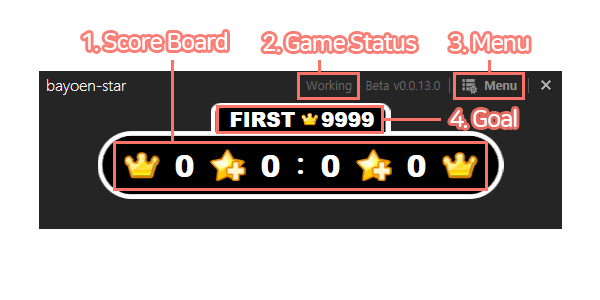 1. Score Board 2. Game Status 3. Menu
bayoen-star Working Beta v0.0.13.0 Menu
FIRST 9999 4. Goal
0 0 : 0 0